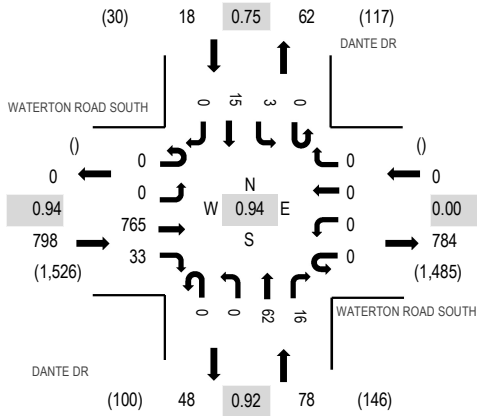 (30) 18 0.75 62 (117)
DANTE DR
WATERTON ROAD SOUTH
0 15 3 0
() ()
0 0 0 0
N
0.94 0 W 0.94 E 0 0.00
798 765 S 0 784
33 0
(1,526) (1,485)
0 0 62 16
WATERTON ROAD SOUTH
DANTE DR
(100) 48 0.92 78 (146)